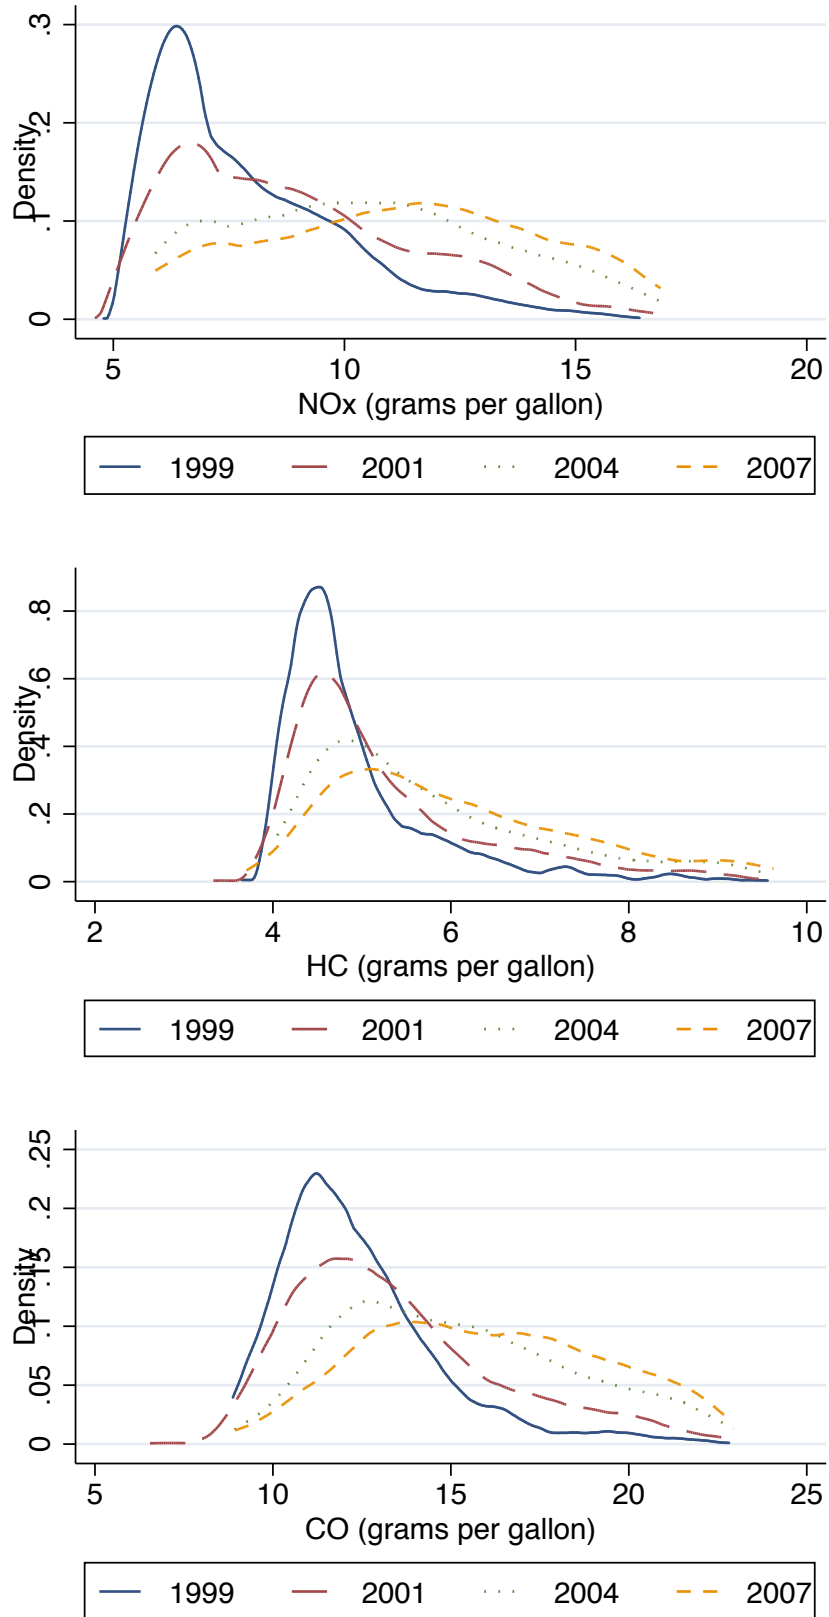 Density
.3
.2
.1
0
5 10 15 20
NOx (grams per gallon)
1999 2001 2004 2007
Density
.8
.6
.4
.2
0
2 4 6 8 10
HC (grams per gallon)
1999 2001 2004 2007
Density
.25
.2
.15
.1
.05
0
5 10 15 20 25
CO (grams per gallon)
1999 2001 2004 2007